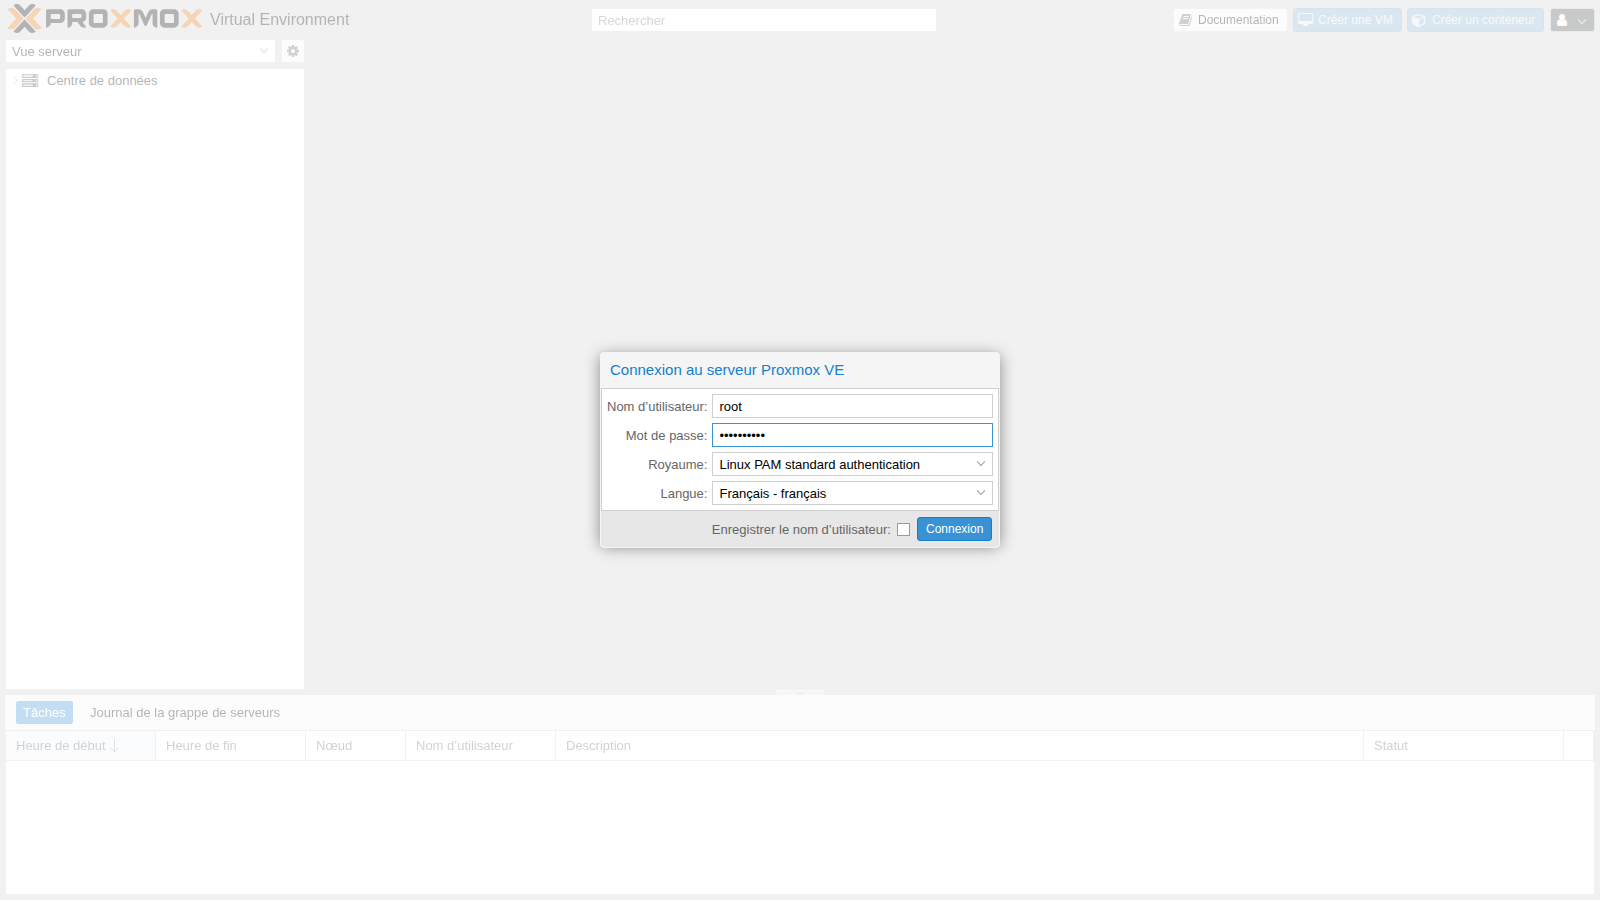 PROXMOX Virtual Environment
Rechercher
Documentation
Créer une VM
Créer un conteneur
Vue serveur
Centre de données
Connexion au serveur Proxmox VE
Nom d’utilisateur: root
Mot de passe: ••••••••••
Royaume: Linux PAM standard authentication
Langue: Français - français
Enregistrer le nom d’utilisateur:
Connexion
Tâches
Journal de la grappe de serveurs
Heure de début
Heure de fin
Nœud
Nom d’utilisateur
Description
Statut